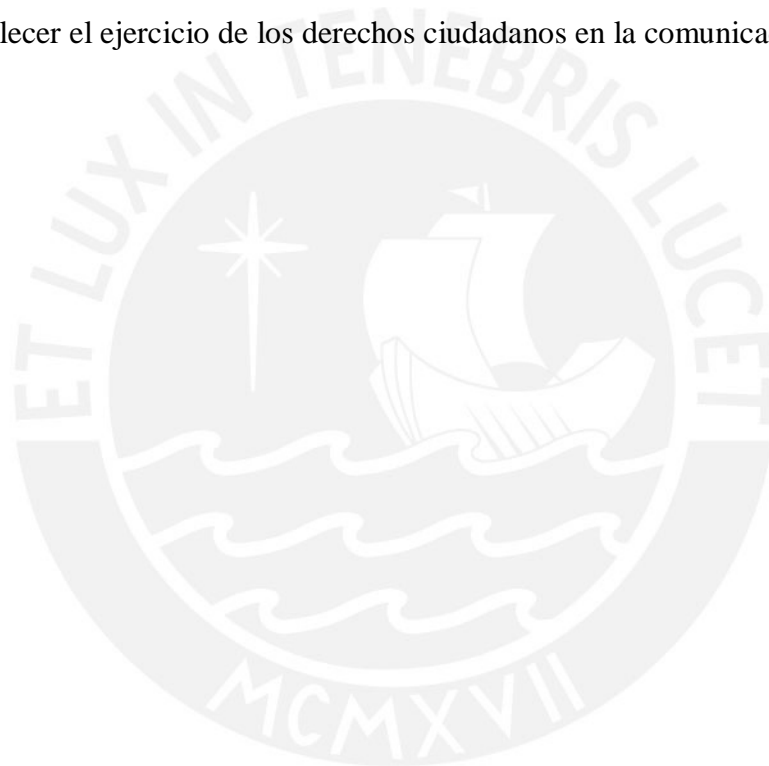 lecer el ejercicio de los derechos ciudadanos en la comunica
ET LUX IN TENEBRIS LUCET
MCMXVII